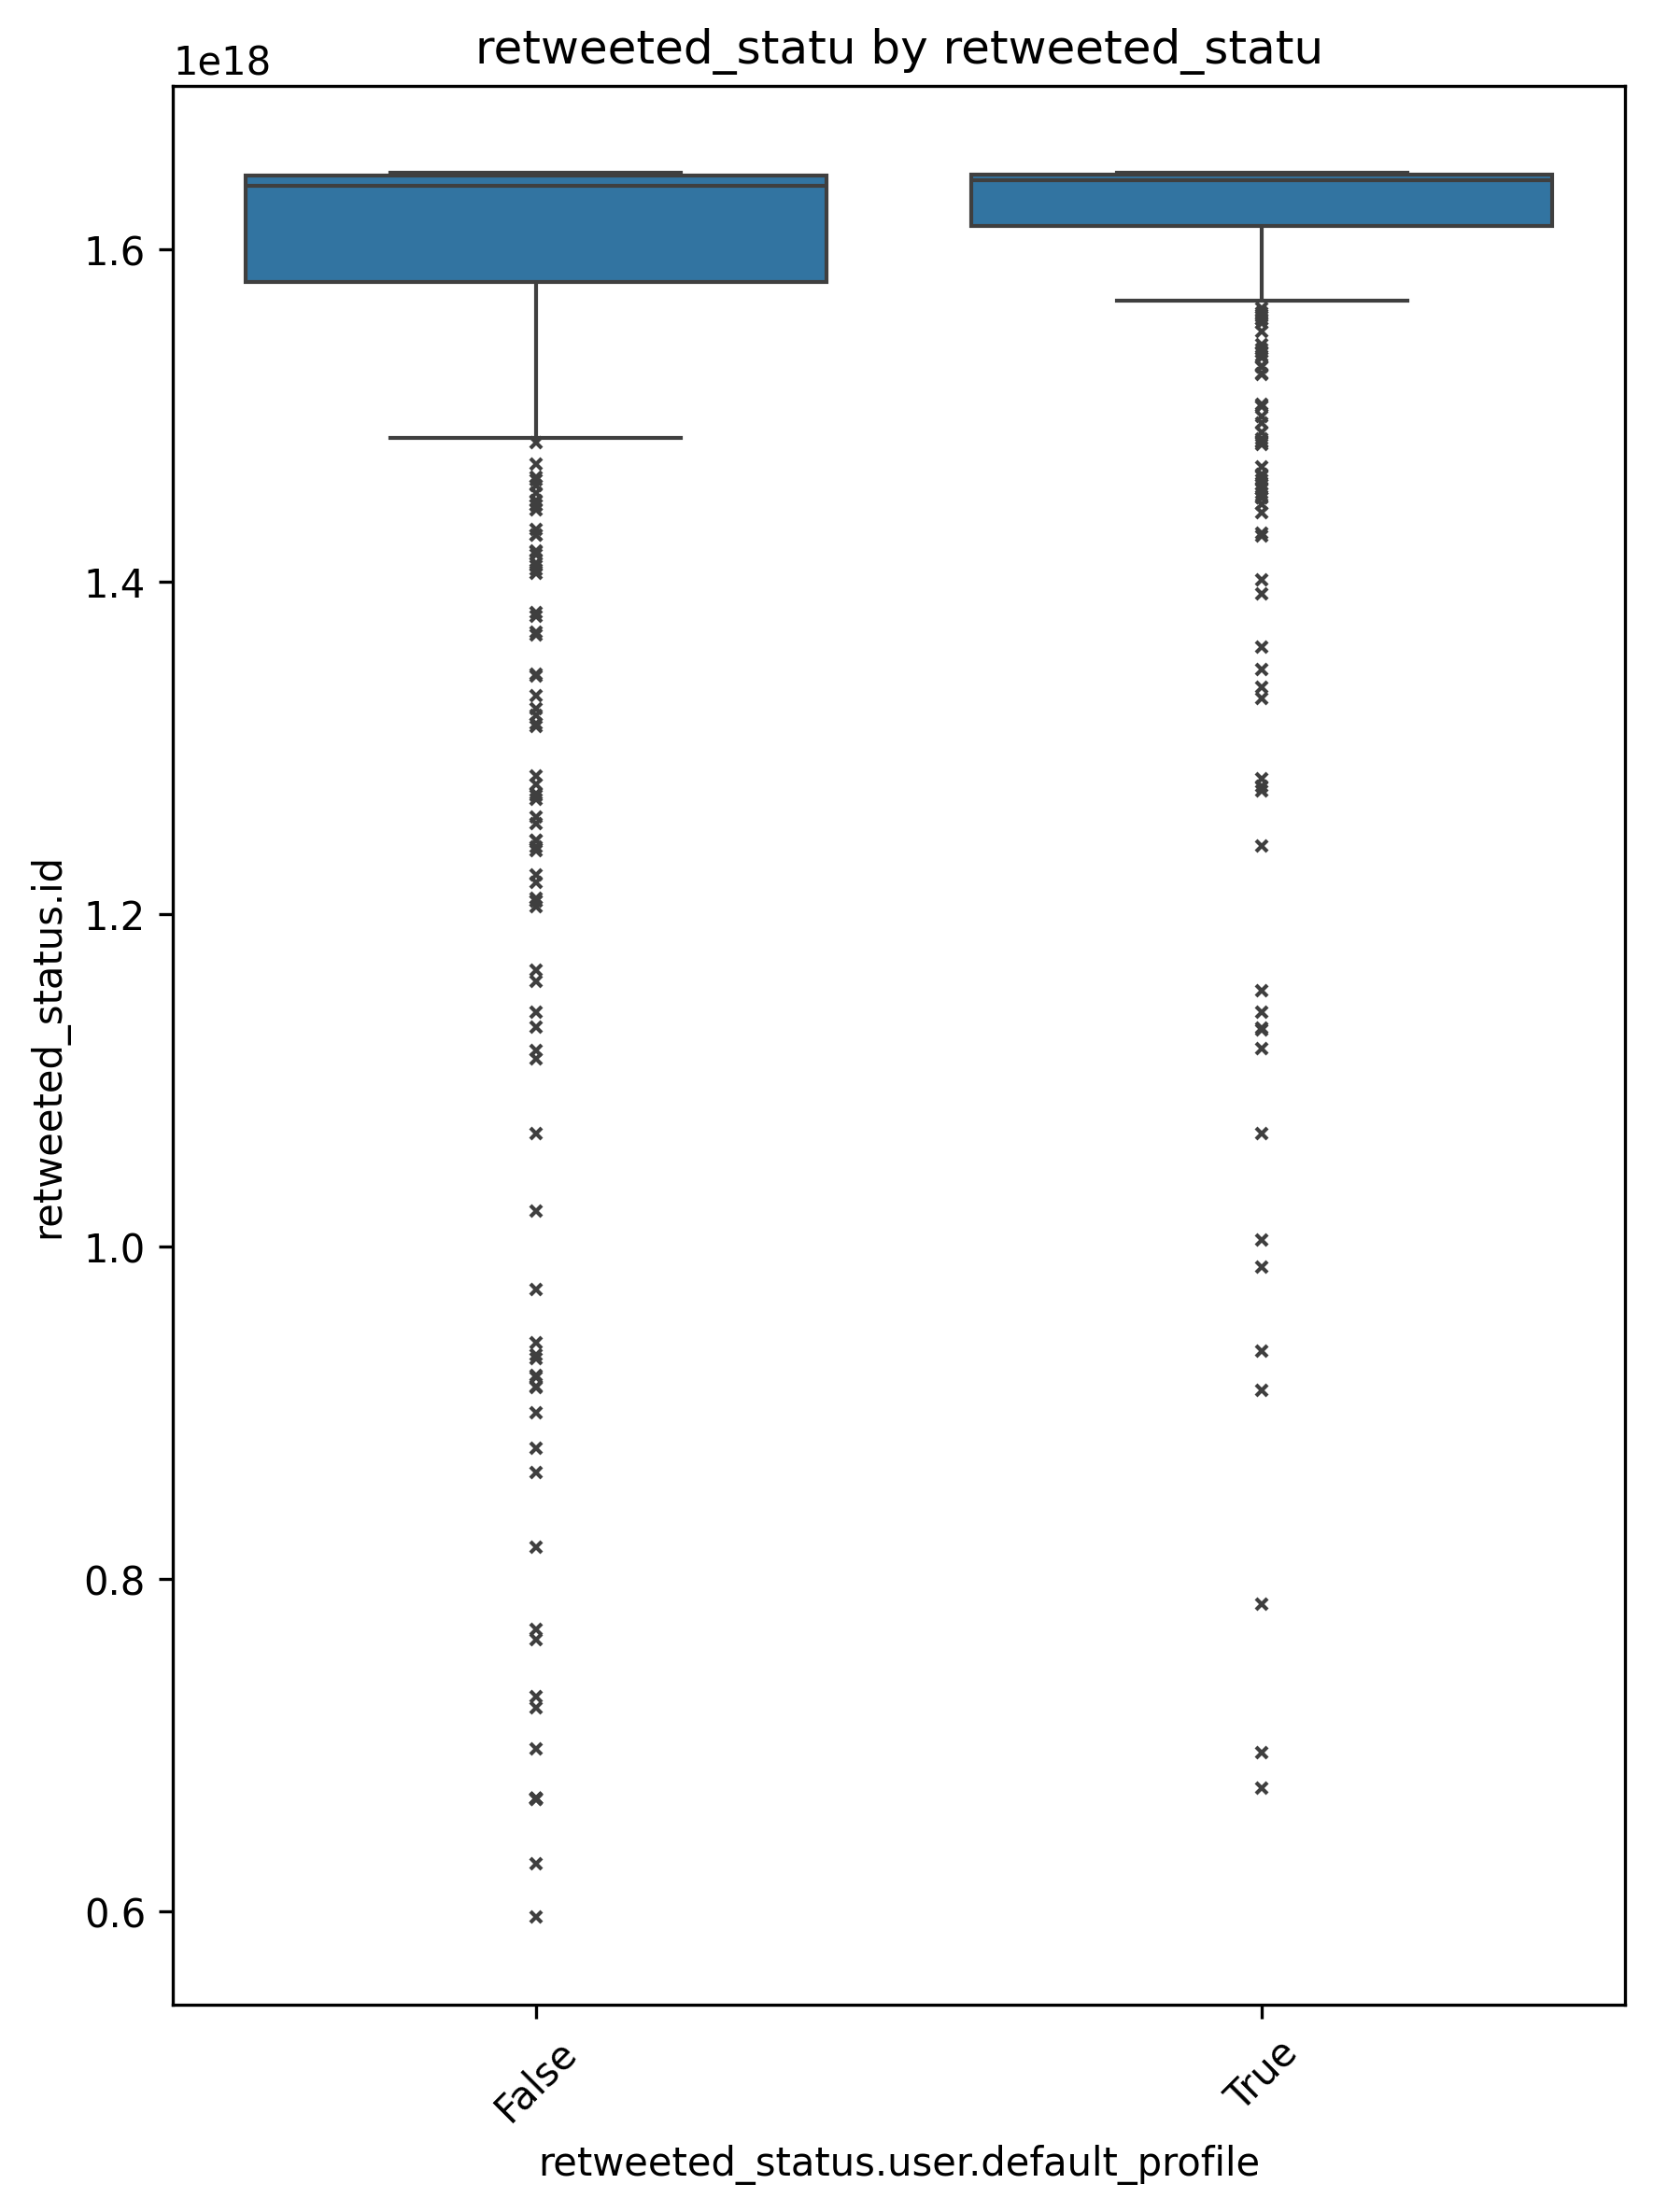 retweeted_statu by retweeted_statu
1e18
1.6
1.4
1.2
1.0
0.8
0.6
retweeted_status.id
False
True
retweeted_status.user.default_profile